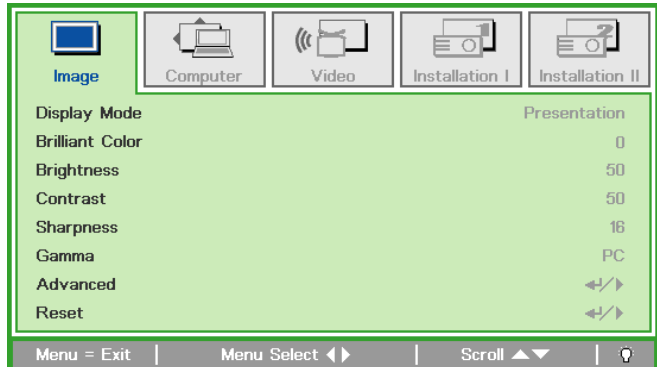 Image Computer Video Installation I Installation II
Display Mode Presentation
Brilliant Color 0
Brightness 50
Contrast 50
Sharpness 16
Gamma PC
Advanced
Reset
Menu = Exit Menu Select Scroll